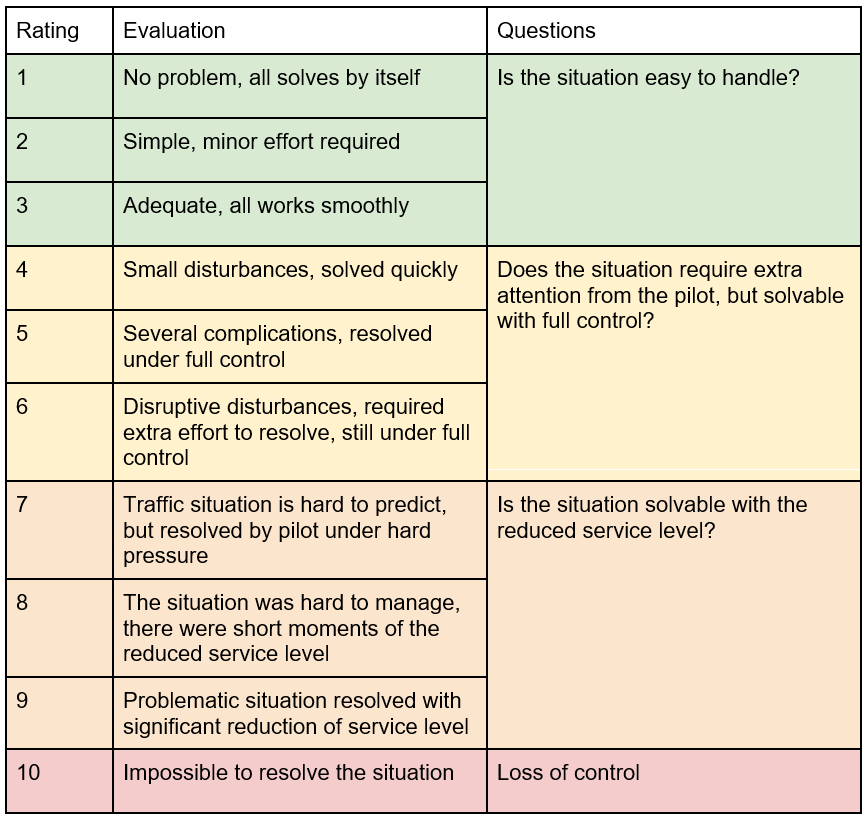 Rating Evaluation Questions
1 No problem, all solves by itself Is the situation easy to handle?
2 Simple, minor effort required
3 Adequate, all works smoothly
4 Small disturbances, solved quickly Does the situation require extra
attention from the pilot, but solvable
with full control?
5 Several complications, resolved
under full control
6 Disruptive disturbances, required
extra effort to resolve, still under full
control
7 Traffic situation is hard to predict, Is the situation solvable with the
but resolved by pilot under hard reduced service level?
pressure
8 The situation was hard to manage,
there were short moments of the
reduced service level
9 Problematic situation resolved with
significant reduction of service level
10 Impossible to resolve the situation Loss of control